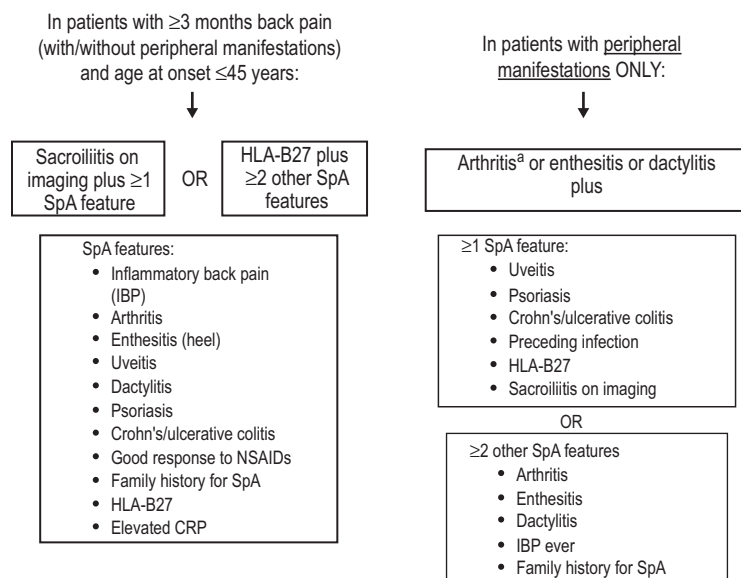 In patients with ≥3 months back pain
(with/without peripheral manifestations)
and age at onset ≤45 years:
Sacroiliitis on
imaging plus ≥1
SpA feature
OR
HLA-B27 plus
≥2 other SpA
features
SpA features:
• Inflammatory back pain
(IBP)
• Arthritis
• Enthesitis (heel)
• Uveitis
• Dactylitis
• Psoriasis
• Crohn's/ulcerative colitis
• Good response to NSAIDs
• Family history for SpA
• HLA-B27
• Elevated CRP
In patients with peripheral
manifestations ONLY:
Arthritisᵃ or enthesitis or dactylitis
plus
≥1 SpA feature:
• Uveitis
• Psoriasis
• Crohn's/ulcerative colitis
• Preceding infection
• HLA-B27
• Sacroiliitis on imaging
OR
≥2 other SpA features
• Arthritis
• Enthesitis
• Dactylitis
• IBP ever
• Family history for SpA